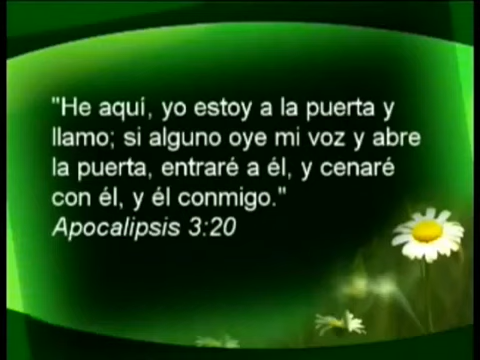 "He aquí, yo estoy a la puerta y
llamo; si alguno oye mi voz y abre
la puerta, entraré a él, y cenaré
con él, y él conmigo."
Apocalipsis 3:20